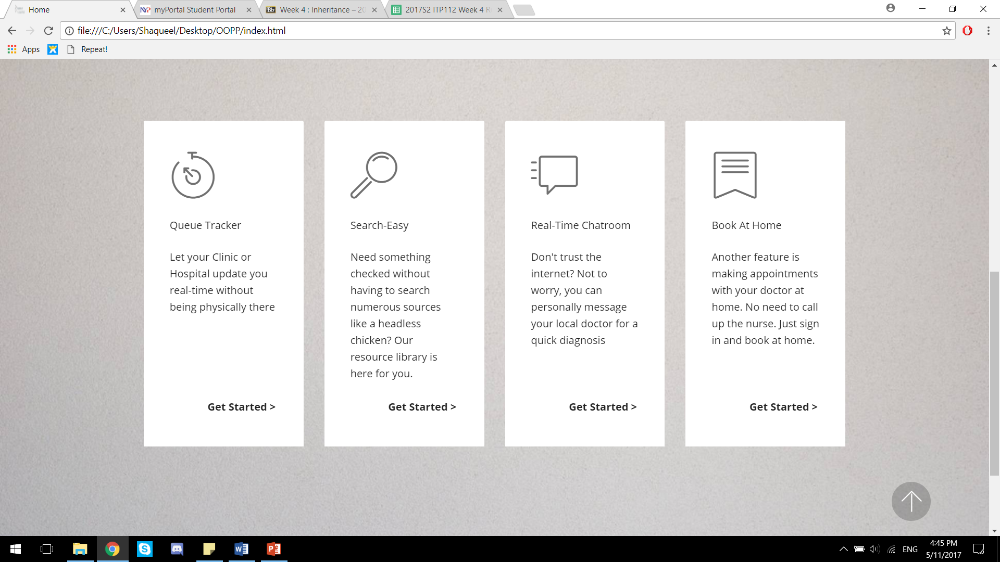 Home
myPortal Student Portal
Bb Week 4 : Inheritance – 20
2017S2 ITP112 Week 4 R
file:///C:/Users/Shaqueel/Desktop/OOPP/index.html
Apps
Repeat!
Queue Tracker
Let your Clinic or
Hospital update you
real-time without
being physically there
Get Started >
Search-Easy
Need something
checked without
having to search
numerous sources
like a headless
chicken? Our
resource library is
here for you.
Get Started >
Real-Time Chatroom
Don't trust the
internet? Not to
worry, you can
personally message
your local doctor for a
quick diagnosis
Get Started >
Book At Home
Another feature is
making appointments
with your doctor at
home. No need to call
up the nurse. Just sign
in and book at home.
Get Started >
ENG
4:45 PM
5/11/2017